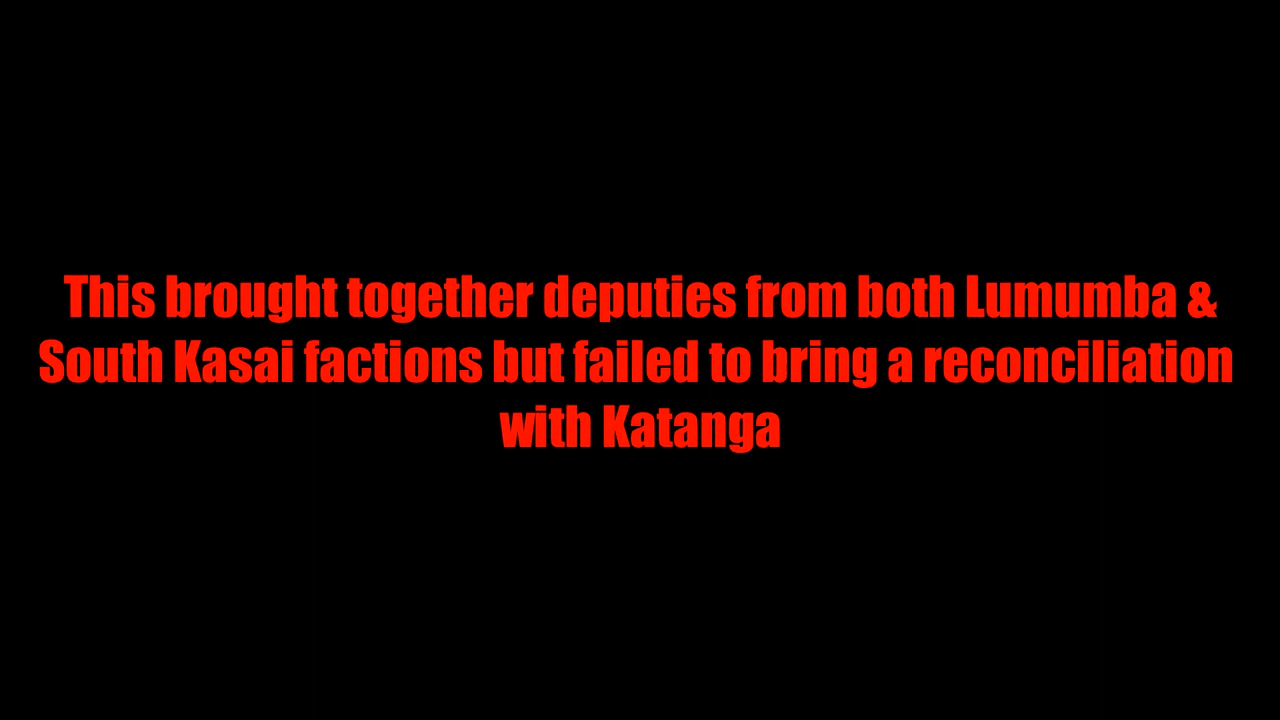 This brought together deputies from both Lumumba &
South Kasai factions but failed to bring a reconciliation
with Katanga